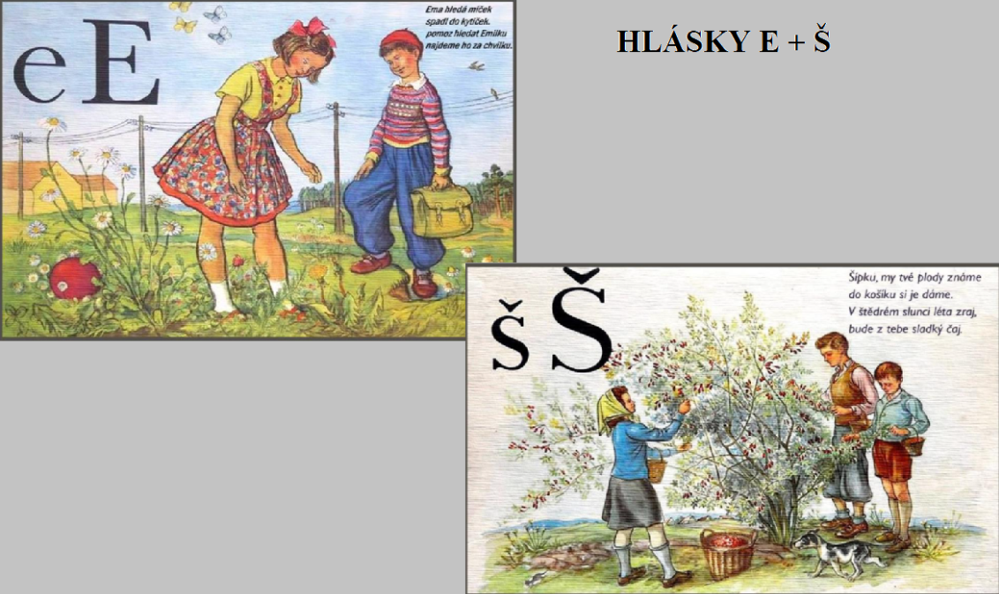 e E
Ema hledá míček
spadl do kytiček.
pomoz hledat Emilku
najdeme ho za chvilku.
HLÁSKY E + Š
š Š
Šípku, my tvé plody známe
do košíku si je dáme.
V štědrém slunci léta zraj,
bude z tebe sladký čaj.